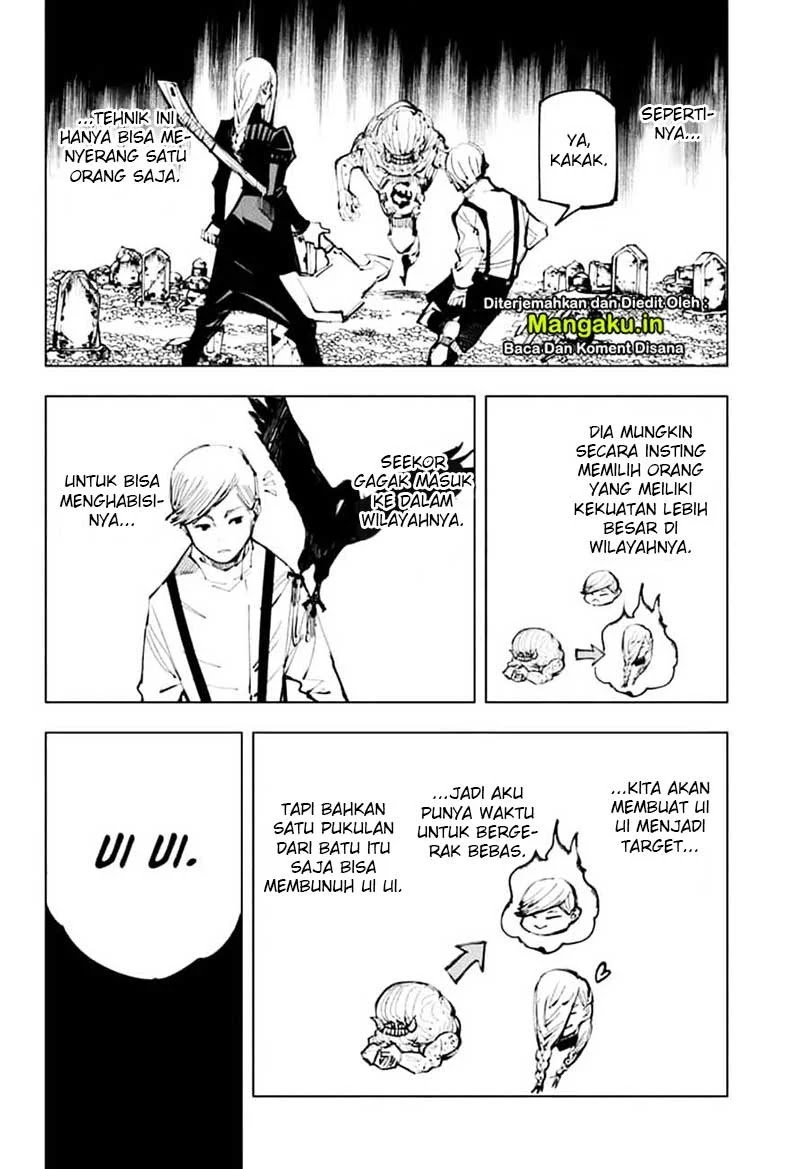 SEPERTI-
NYA...
YA,
KAKAK.
...TEHNIK INI
HANYA BISA ME-
NYERANG SATU
ORANG SAJA.
Diterjemahkan dan Diedit Oleh :
Mangaku.in
Baca Dan Koment Disana
DIA MUNGKIN
SECARA INSTING
MEMILIH ORANG
YANG MEILIKI
KEKUATAN LEBIH
BESAR DI
WILAYAHNYA.
SEEKOR
GAGAK MASUK
KE DALAM
WILAYAHNYA.
UNTUK BISA
MENGHABISI-
NYA...
...KITA AKAN
MEMBUAT UI
UI MENJADI
TARGET...
...JADI AKU
PUNYA WAKTU
UNTUK BERGE-
RAK BEBAS.
TAPI BAHKAN
SATU PUKULAN
DARI BATU ITU
SAJA BISA
MEMBUNUH UI UI.
UI UI.